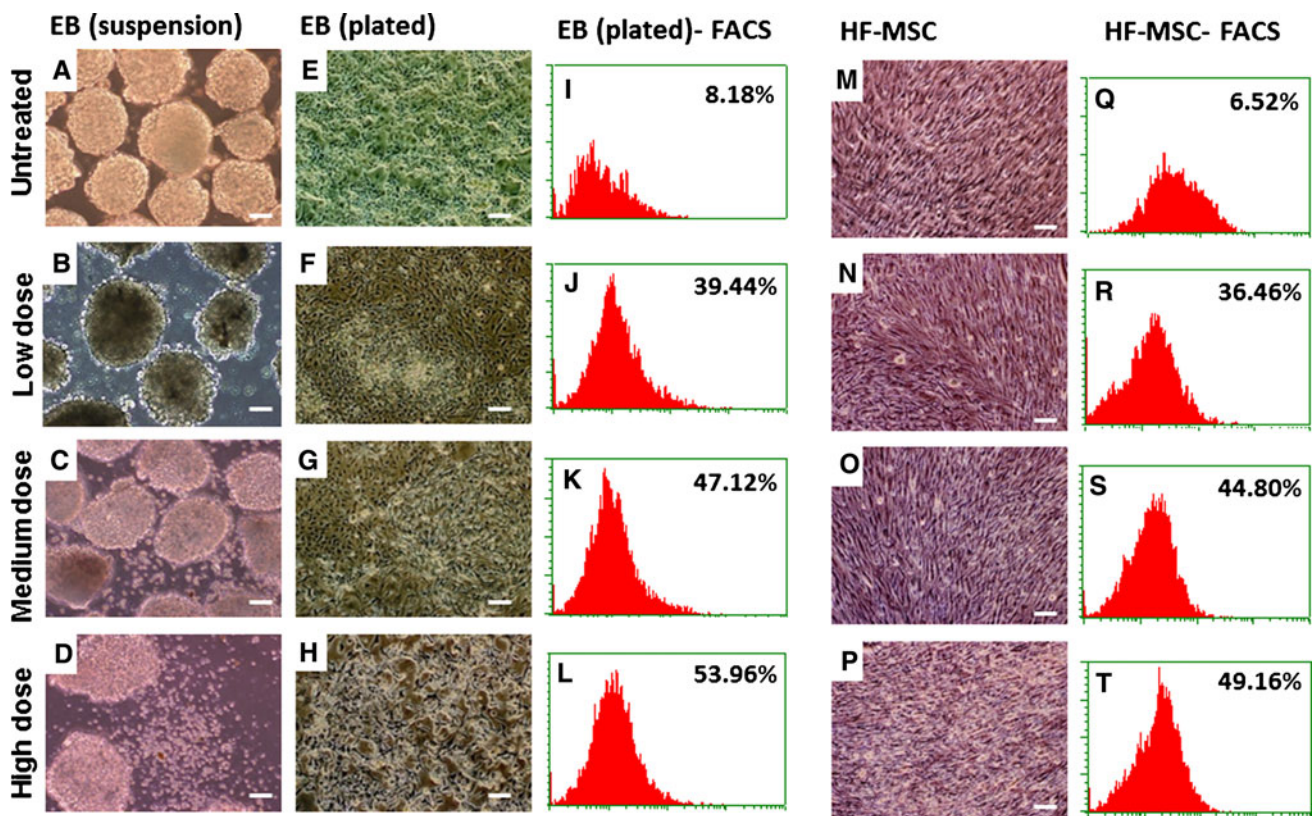 EB (suspension) EB (plated) EB (plated)- FACS HF-MSC HF-MSC- FACS
Untreated
A E I 8.18% M Q 6.52%
Low dose
B F J 39.44% N R 36.46%
Medium dose
C G K 47.12% O S 44.80%
High dose
D H L 53.96% P T 49.16%